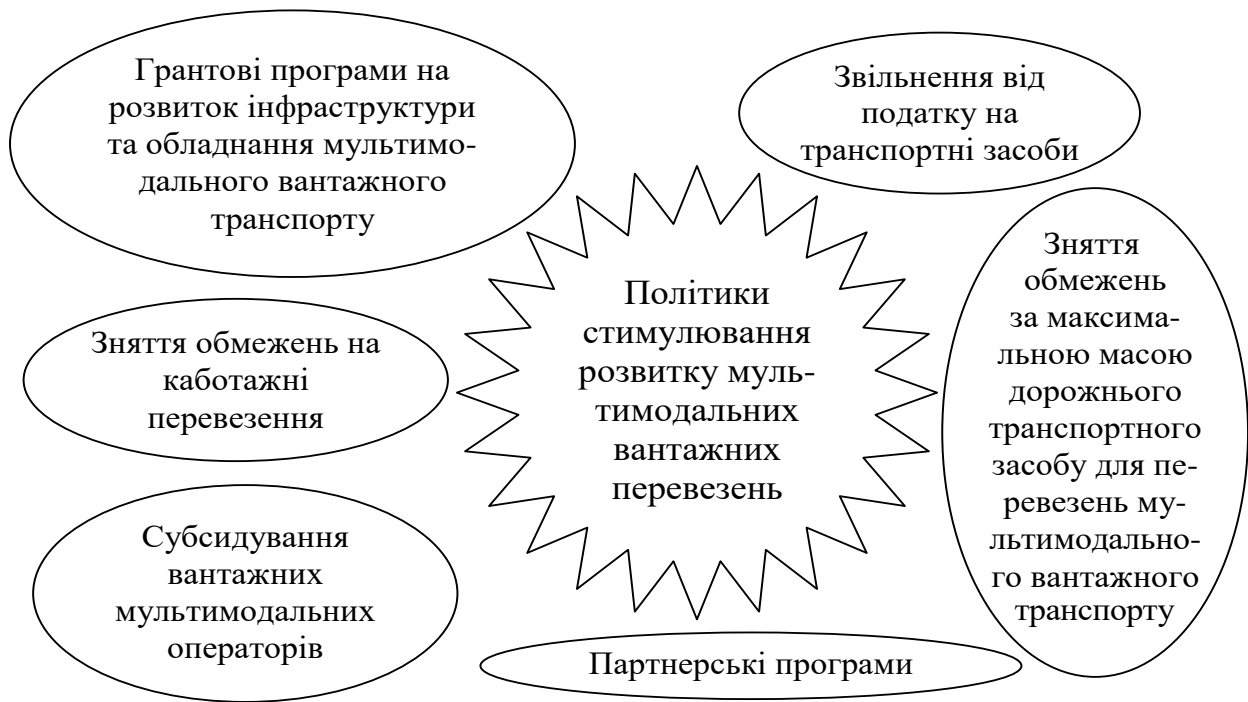 Грантові програми на
розвиток інфраструктури
та обладнання мультимо-
дального вантажного
транспорту
Звільнення від
податку на
транспортні засоби
Зняття обмежень на
каботажні
перевезення
Політики
стимулювання
розвитку муль-
тимодальних
вантажних
перевезень
Зняття
обмежень
за максима-
льною масою
дорожнього
транспортного
засобу для пе-
ревезень му-
льтимодально-
го вантажного
транспорту
Субсидування
вантажних
мультимодальних
операторів
Партнерські програми